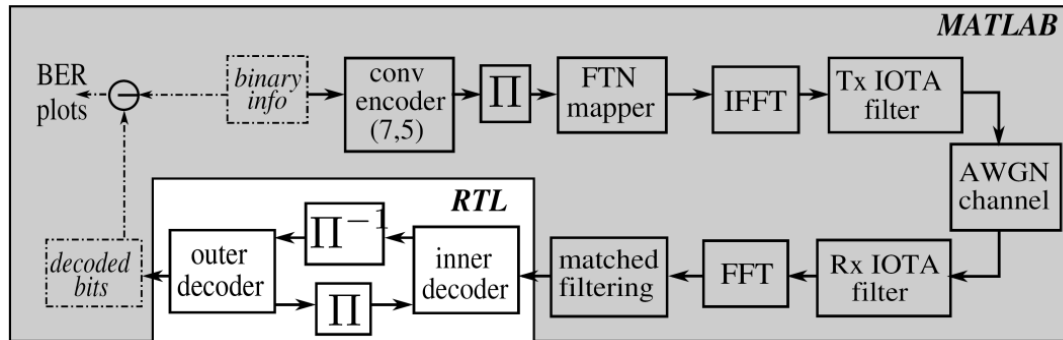 MATLAB
BER
plots
binary
info
conv
encoder
(7,5)
Π
FTN
mapper
IFFT
Tx IOTA
filter
AWGN
channel
Rx IOTA
filter
FFT
matched
filtering
RTL
inner
decoder
Π−1
Π
outer
decoder
decoded
bits